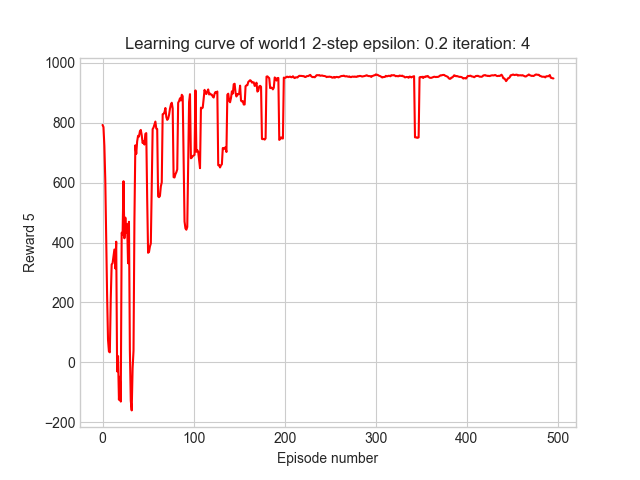 Learning curve of world1 2-step epsilon: 0.2 iteration: 4
1000
800
600
400
200
0
−200
Reward 5
0 100 200 300 400 500
Episode number